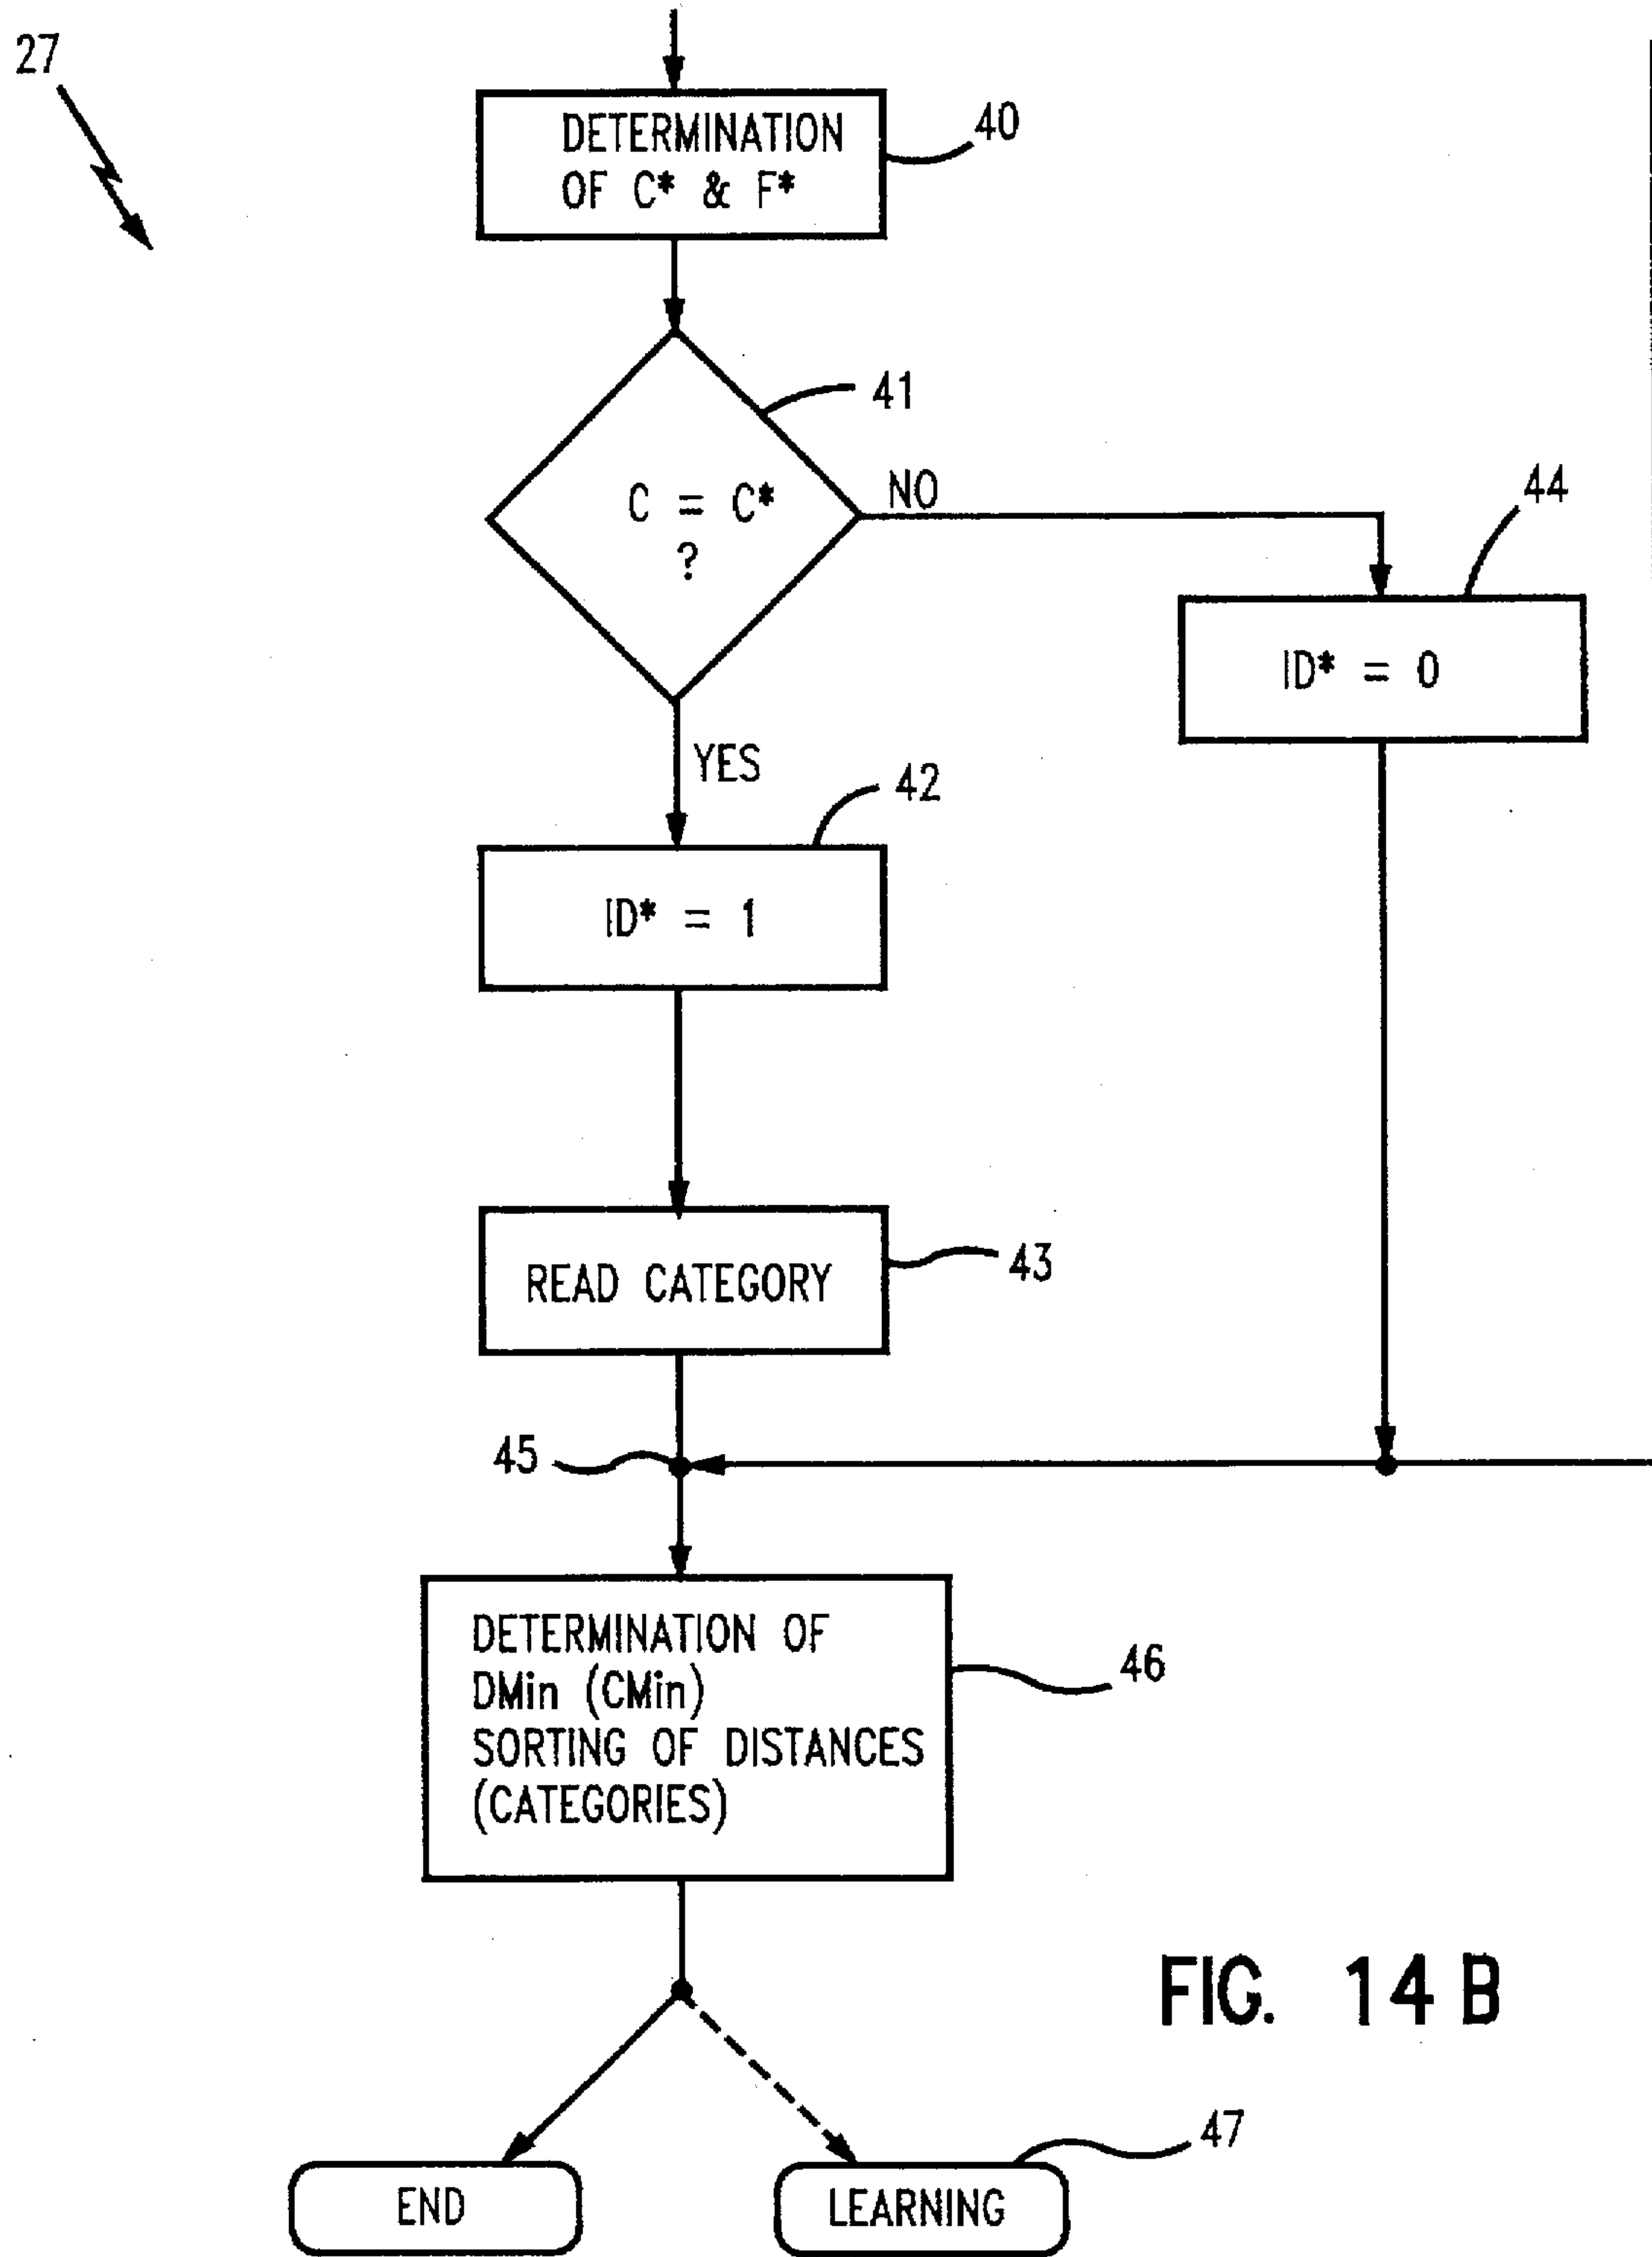 27
DETERMINATION
OF C* & F*
40
41
C = C*
?
NO
44
ID* = 0
YES
42
ID* = 1
READ CATEGORY
43
45
DETERMINATION OF
DMin (CMin)
SORTING OF DISTANCES
(CATEGORIES)
46
FIG. 14 B
47
END
LEARNING